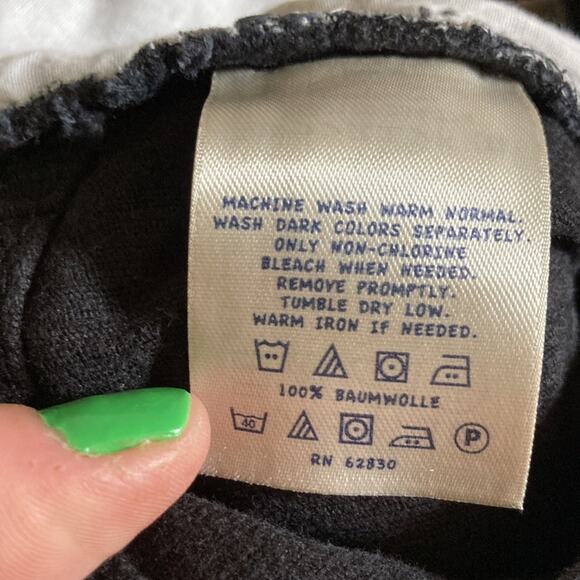 MACHINE WASH WARM NORMAL.
WASH DARK COLORS SEPARATELY.
ONLY NON-CHLORINE
BLEACH WHEN NEEDED.
REMOVE PROMPTLY.
TUMBLE DRY LOW.
WARM IRON IF NEEDED.
100% BAUMWOLLE
40 P
RN 62830